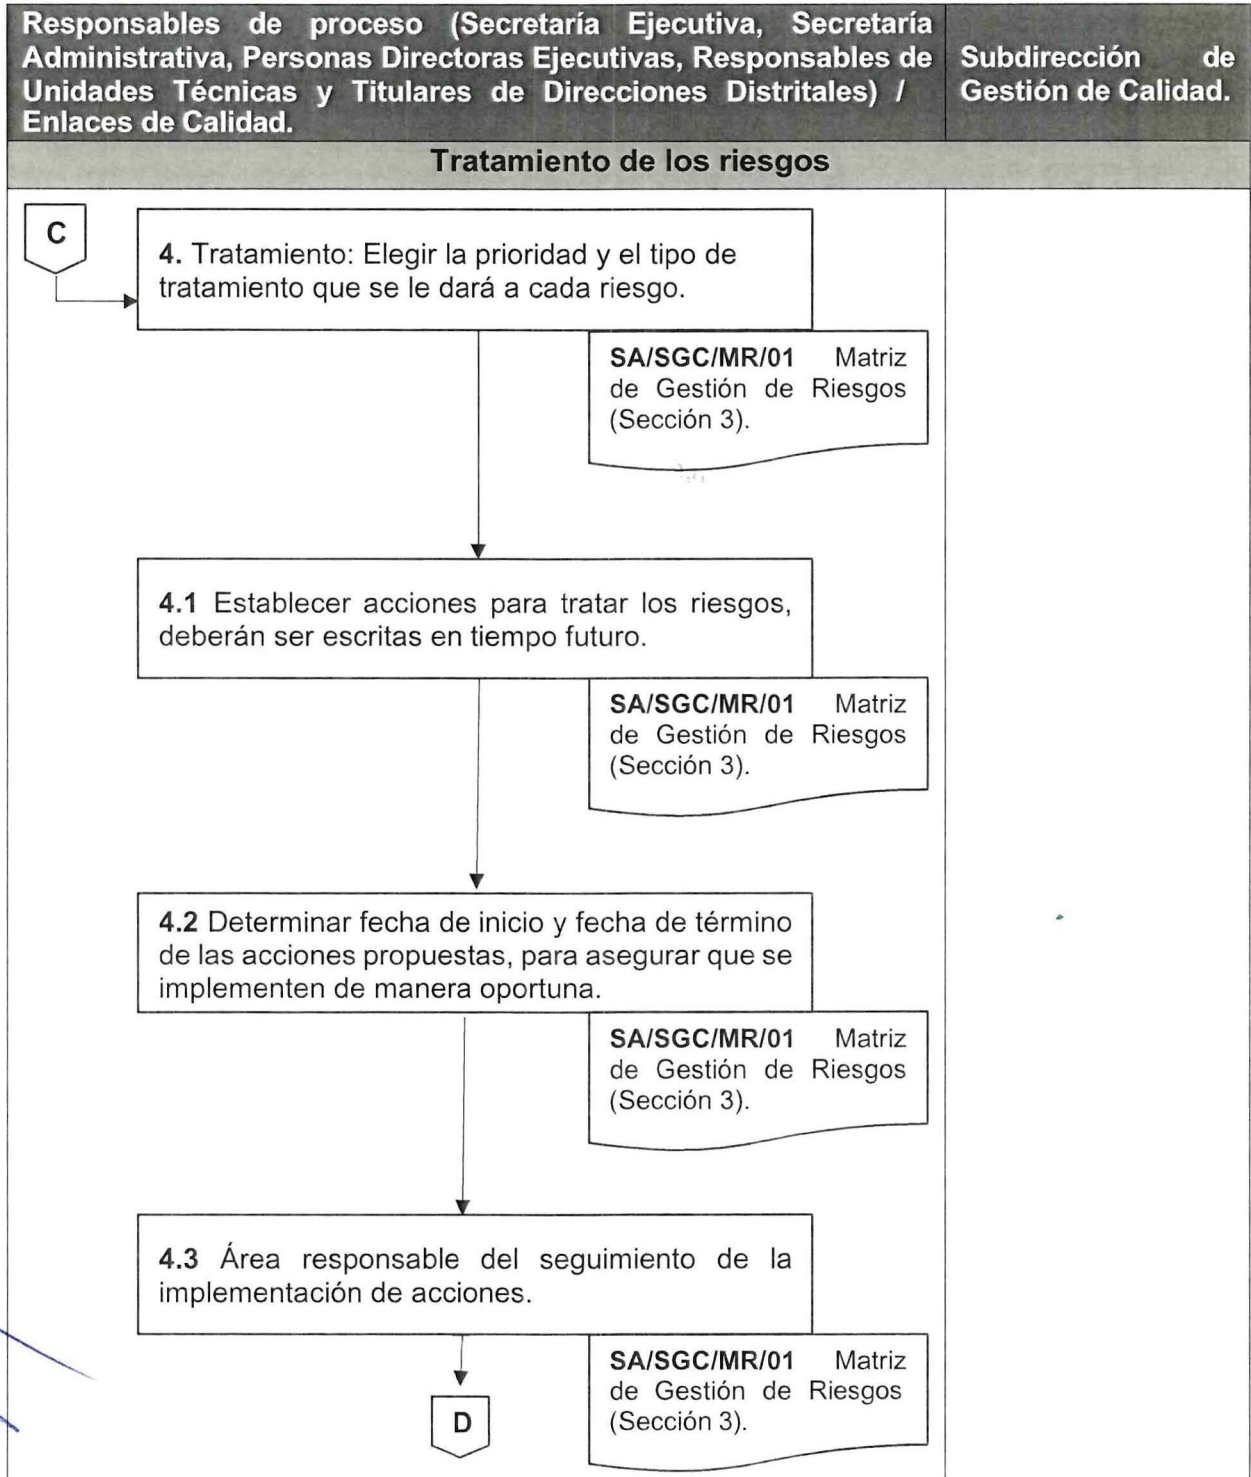 Responsables de proceso (Secretaría Ejecutiva, Secretaría
Administrativa, Personas Directoras Ejecutivas, Responsables de
Unidades Técnicas y Titulares de Direcciones Distritales) /
Enlaces de Calidad.
Subdirección de
Gestión de Calidad.
Tratamiento de los riesgos
C
4. Tratamiento: Elegir la prioridad y el tipo de
tratamiento que se le dará a cada riesgo.
SA/SGC/MR/01 Matriz
de Gestión de Riesgos
(Sección 3).
4.1 Establecer acciones para tratar los riesgos,
deberán ser escritas en tiempo futuro.
SA/SGC/MR/01 Matriz
de Gestión de Riesgos
(Sección 3).
4.2 Determinar fecha de inicio y fecha de término
de las acciones propuestas, para asegurar que se
implementen de manera oportuna.
SA/SGC/MR/01 Matriz
de Gestión de Riesgos
(Sección 3).
4.3 Área responsable del seguimiento de la
implementación de acciones.
SA/SGC/MR/01 Matriz
de Gestión de Riesgos
(Sección 3).
D